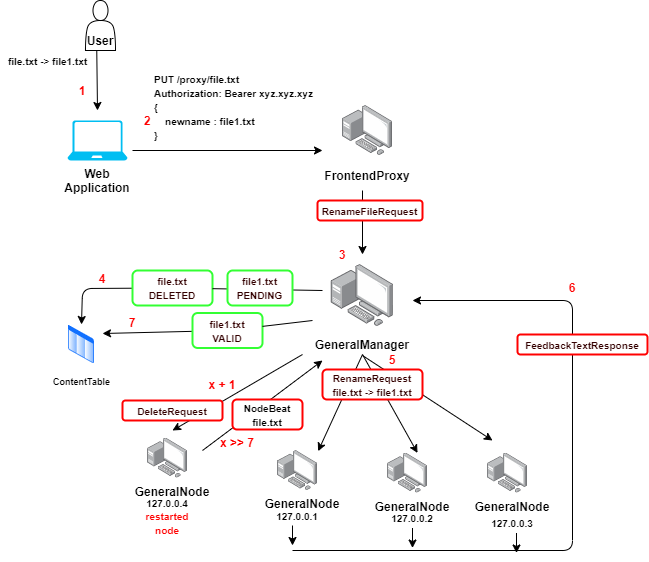 User
file.txt -> file1.txt
1
PUT /proxy/file.txt
Authorization: Bearer xyz.xyz.xyz
{
2
newname : file1.txt
}
Web
Application
FrontendProxy
RenameFileRequest
3
4
file.txt
DELETED
file1.txt
PENDING
6
7
file1.txt
VALID
ContentTable
GeneralManager
FeedbackTextResponse
5
x + 1
RenameRequest
file.txt -> file1.txt
DeleteRequest
NodeBeat
file.txt
x >> 7
GeneralNode
127.0.0.4
restarted
node
GeneralNode
127.0.0.1
GeneralNode
127.0.0.2
GeneralNode
127.0.0.3